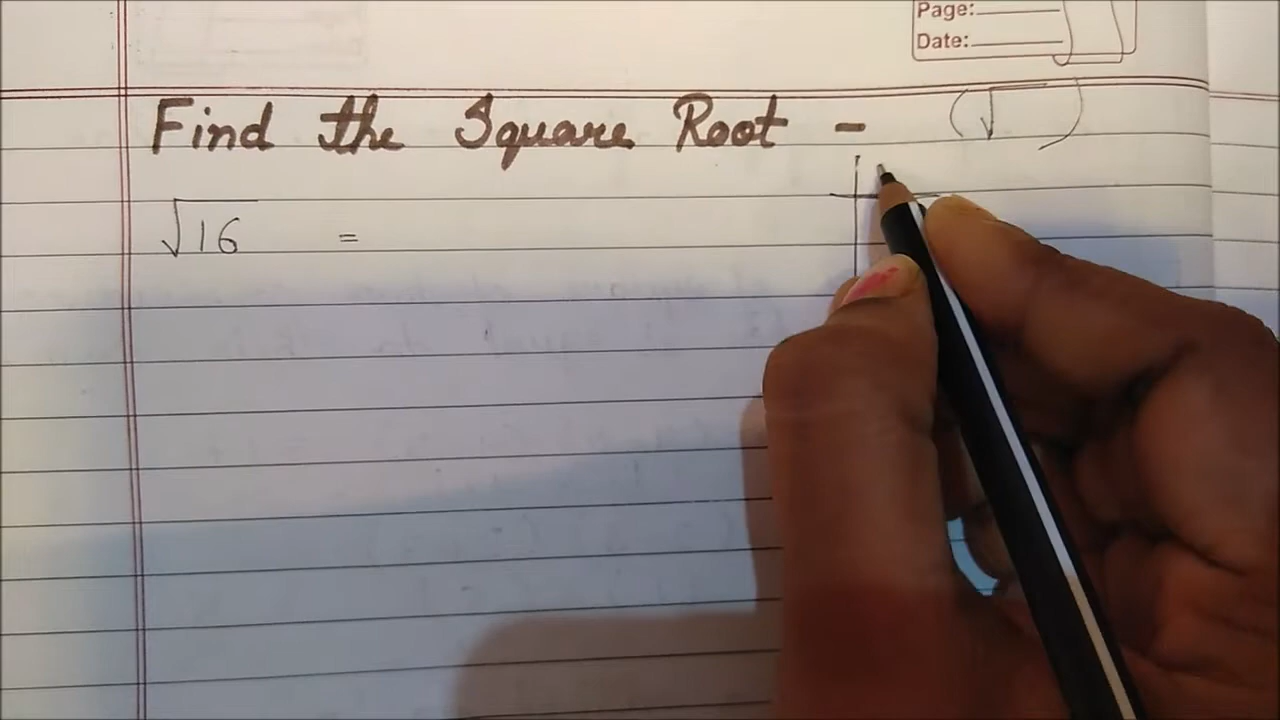 Page:
Date:
Find the Square Root - (√ )
√16 =